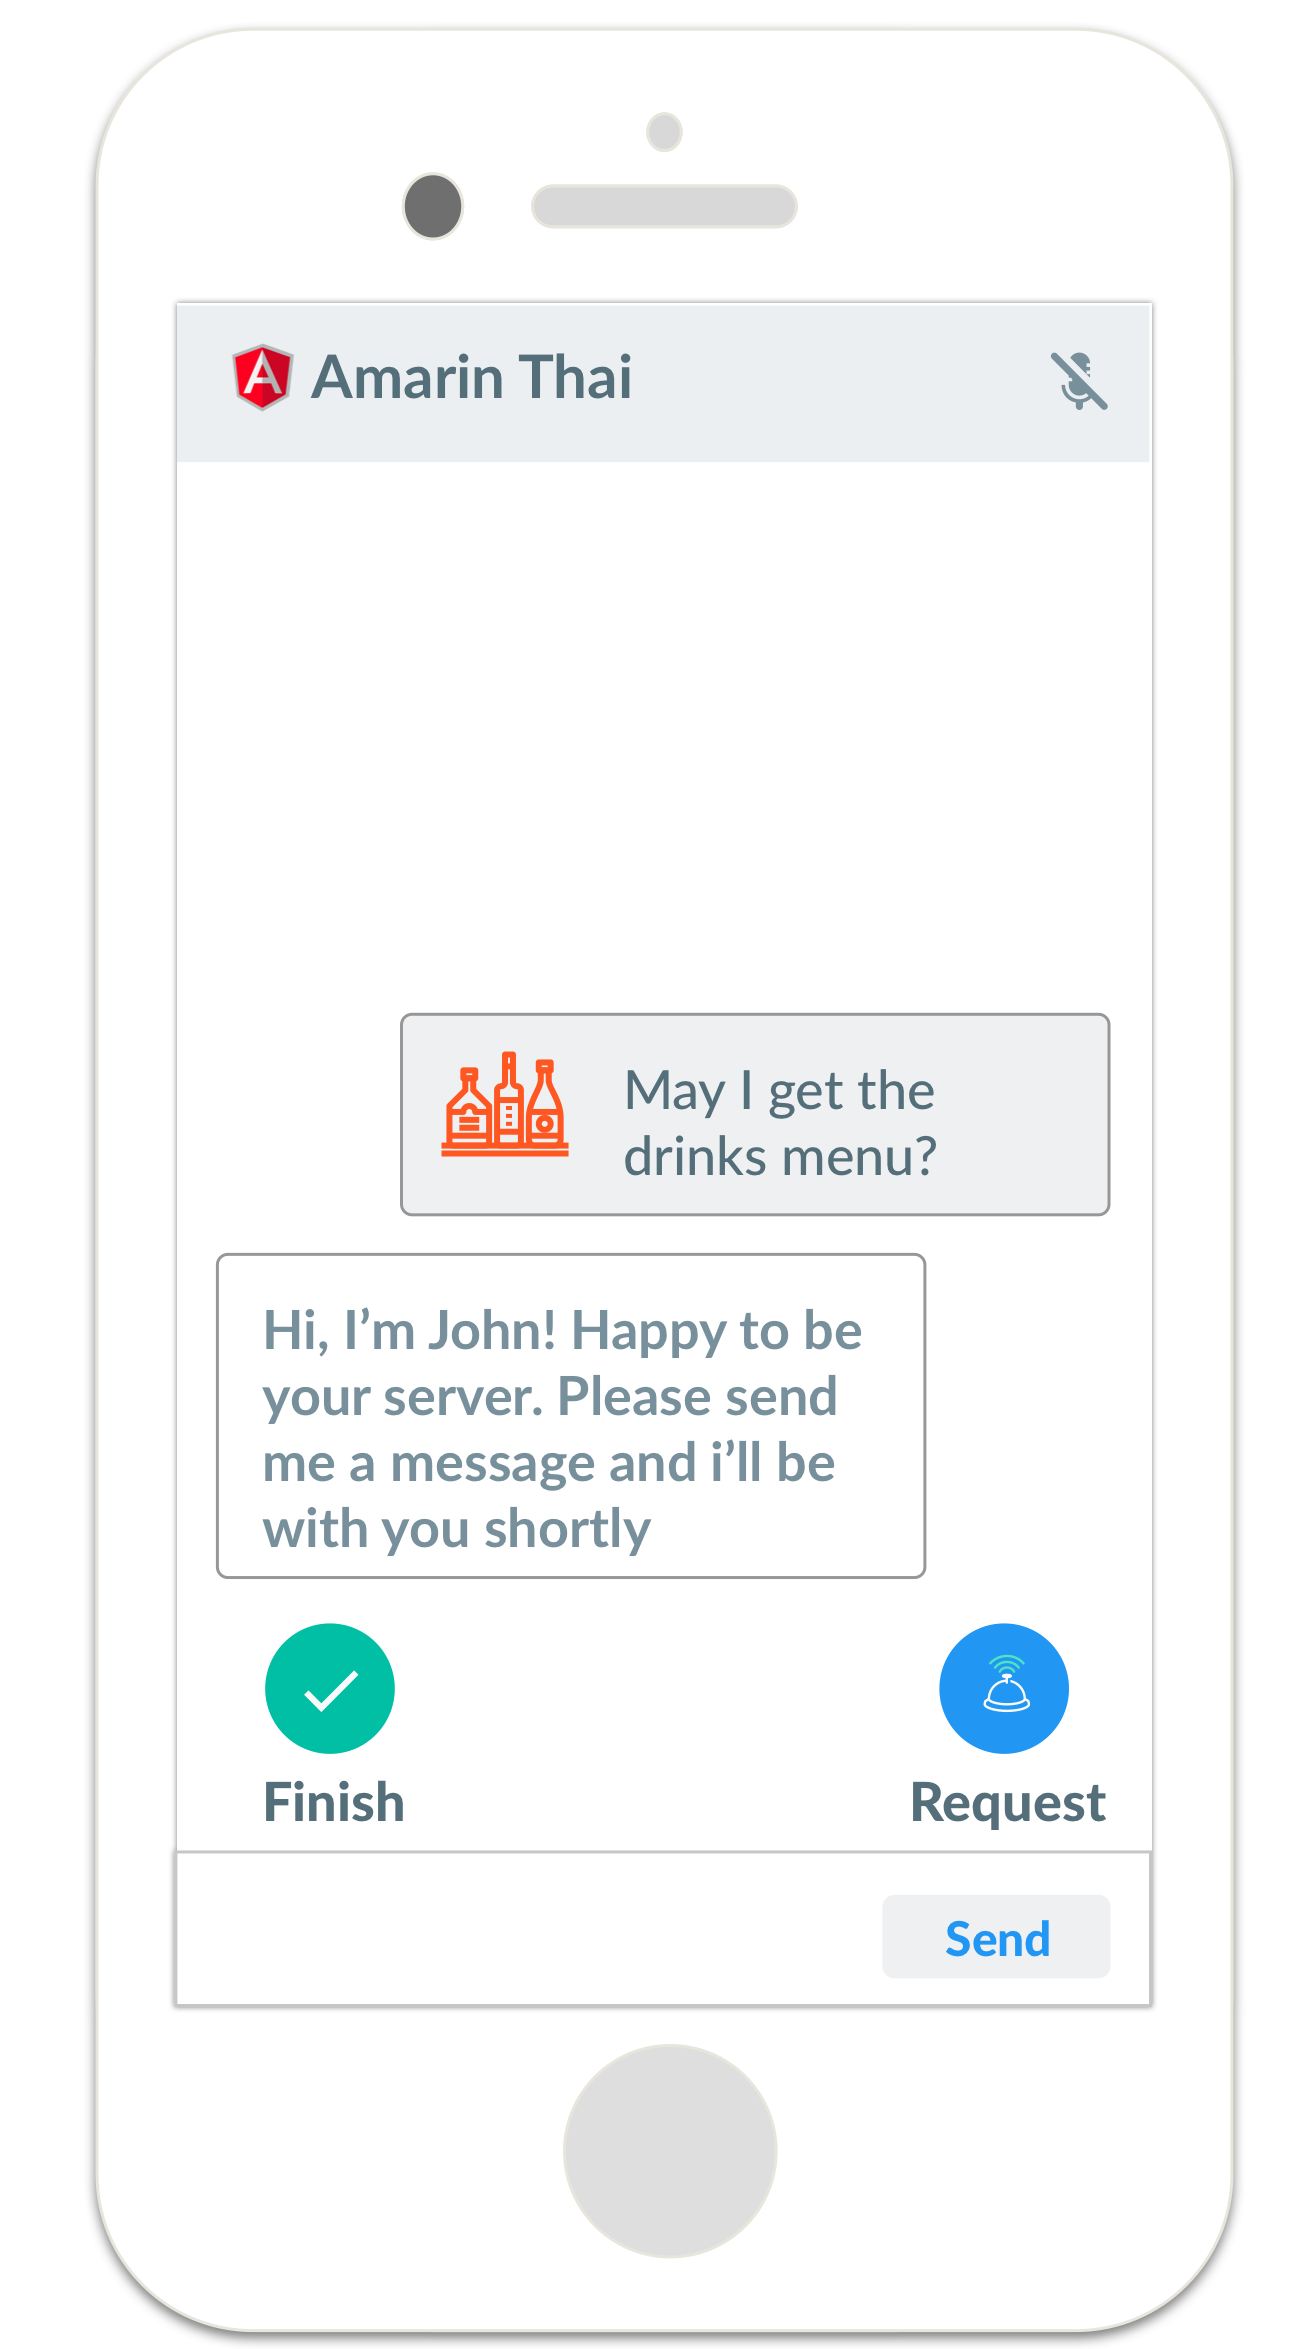 Amarin Thai
May I get the
drinks menu?
Hi, I’m John! Happy to be
your server. Please send
me a message and i’ll be
with you shortly
Finish
Request
Send